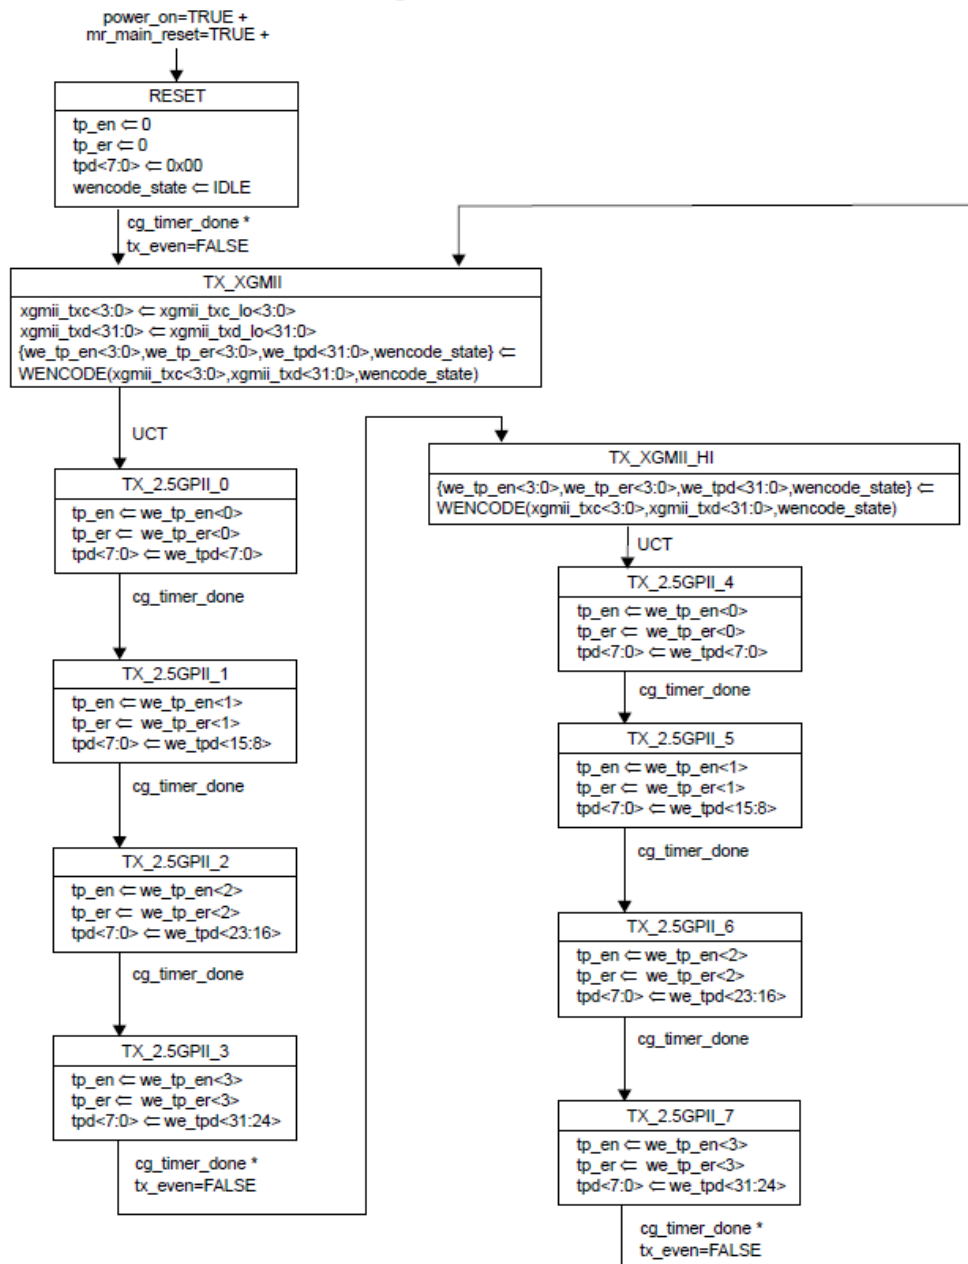 power_on=TRUE +
mr_main_reset=TRUE +
RESET
tp_en ⇐ 0
tp_er ⇐ 0
tpd<7:0> ⇐ 0x00
wencode_state ⇐ IDLE
cg_timer_done *
tx_even=FALSE
TX_XGMII
xgmii_txc<3:0> ⇐ xgmii_txc_lo<3:0>
xgmii_txd<31:0> ⇐ xgmii_txd_lo<31:0>
{we_tp_en<3:0>,we_tp_er<3:0>,we_tpd<31:0>,wencode_state} ⇐
WENCODE(xgmii_txc<3:0>,xgmii_txd<31:0>,wencode_state)
UCT
TX_2.5GPII_0
tp_en ⇐ we_tp_en<0>
tp_er ⇐ we_tp_er<0>
tpd<7:0> ⇐ we_tpd<7:0>
cg_timer_done
TX_2.5GPII_1
tp_en ⇐ we_tp_en<1>
tp_er ⇐ we_tp_er<1>
tpd<7:0> ⇐ we_tpd<15:8>
cg_timer_done
TX_2.5GPII_2
tp_en ⇐ we_tp_en<2>
tp_er ⇐ we_tp_er<2>
tpd<7:0> ⇐ we_tpd<23:16>
cg_timer_done
TX_2.5GPII_3
tp_en ⇐ we_tp_en<3>
tp_er ⇐ we_tp_er<3>
tpd<7:0> ⇐ we_tpd<31:24>
cg_timer_done *
tx_even=FALSE
TX_XGMII_HI
{we_tp_en<3:0>,we_tp_er<3:0>,we_tpd<31:0>,wencode_state} ⇐
WENCODE(xgmii_txc<3:0>,xgmii_txd<31:0>,wencode_state)
UCT
TX_2.5GPII_4
tp_en ⇐ we_tp_en<0>
tp_er ⇐ we_tp_er<0>
tpd<7:0> ⇐ we_tpd<7:0>
cg_timer_done
TX_2.5GPII_5
tp_en ⇐ we_tp_en<1>
tp_er ⇐ we_tp_er<1>
tpd<7:0> ⇐ we_tpd<15:8>
cg_timer_done
TX_2.5GPII_6
tp_en ⇐ we_tp_en<2>
tp_er ⇐ we_tp_er<2>
tpd<7:0> ⇐ we_tpd<23:16>
cg_timer_done
TX_2.5GPII_7
tp_en ⇐ we_tp_en<3>
tp_er ⇐ we_tp_er<3>
tpd<7:0> ⇐ we_tpd<31:24>
cg_timer_done *
tx_even=FALSE